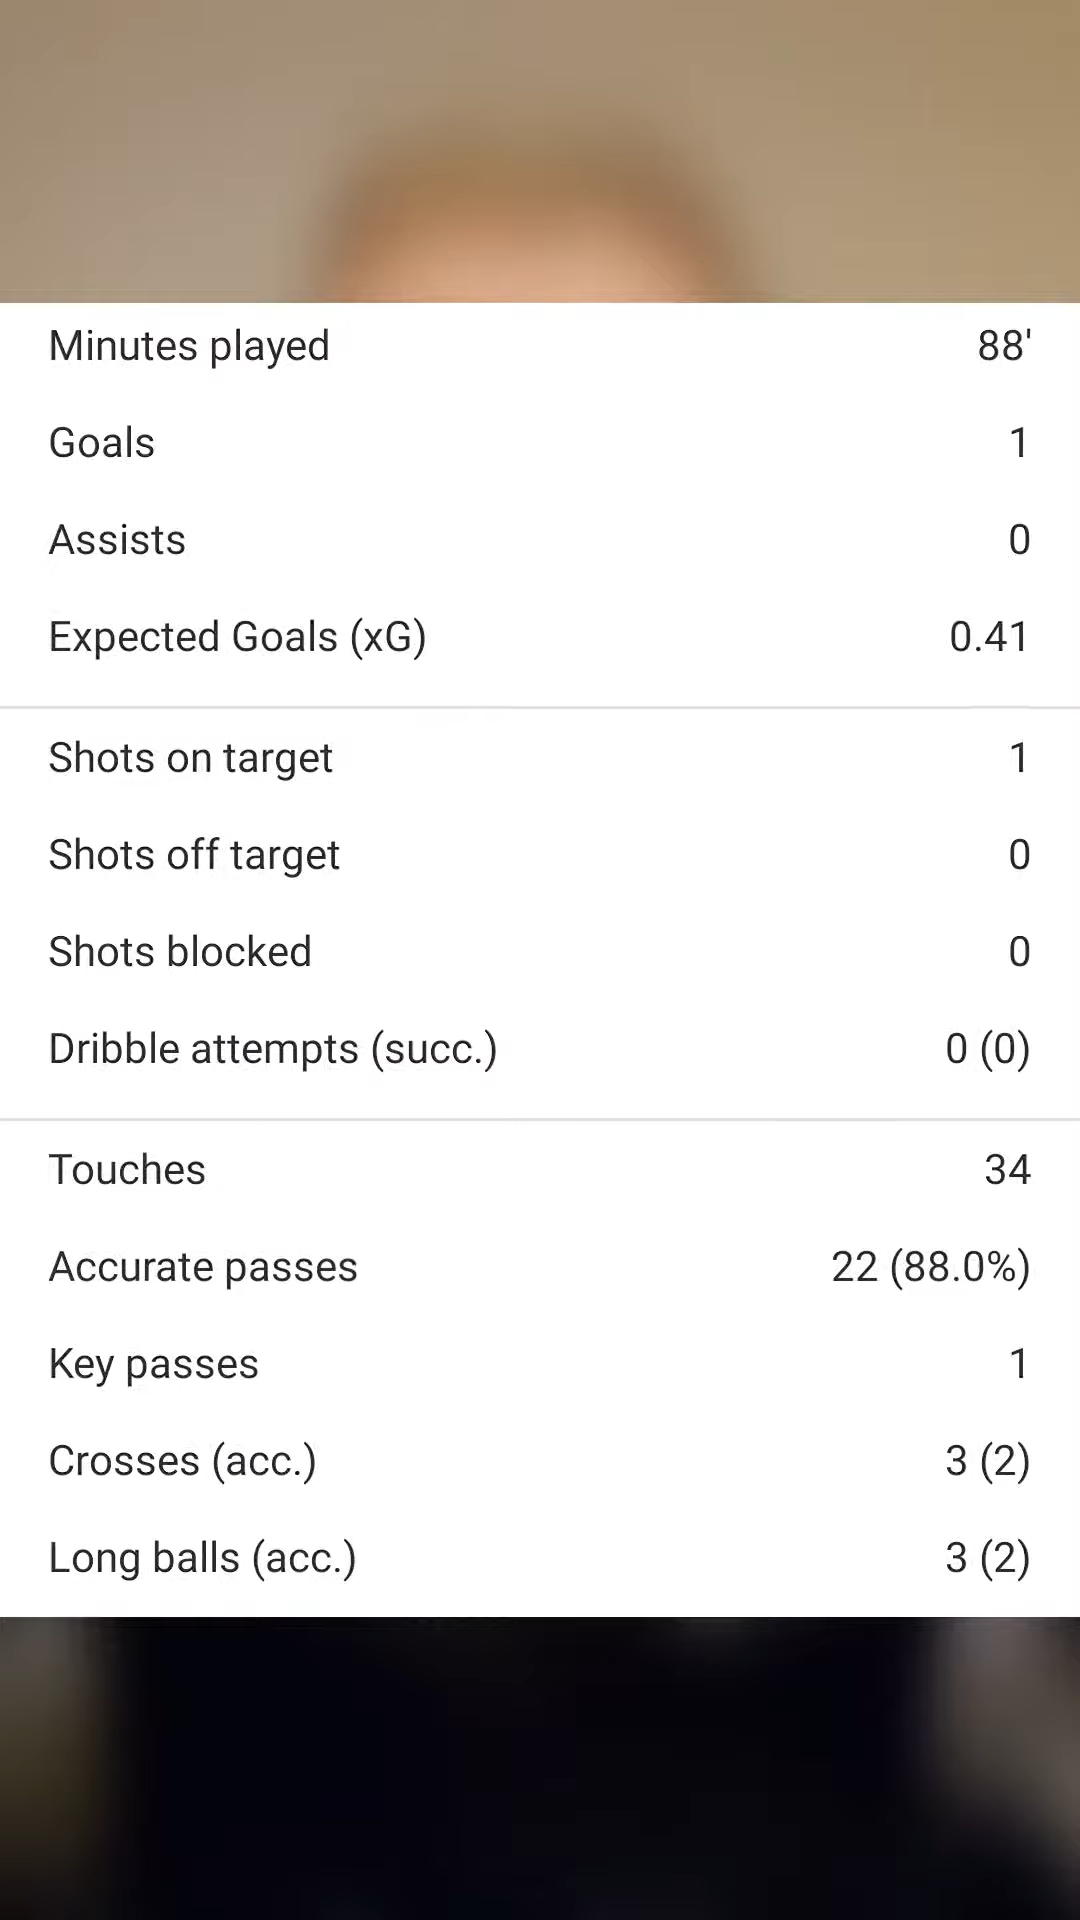 Minutes played 88'
Goals 1
Assists 0
Expected Goals (xG) 0.41
Shots on target 1
Shots off target 0
Shots blocked 0
Dribble attempts (succ.) 0 (0)
Touches 34
Accurate passes 22 (88.0%)
Key passes 1
Crosses (acc.) 3 (2)
Long balls (acc.) 3 (2)